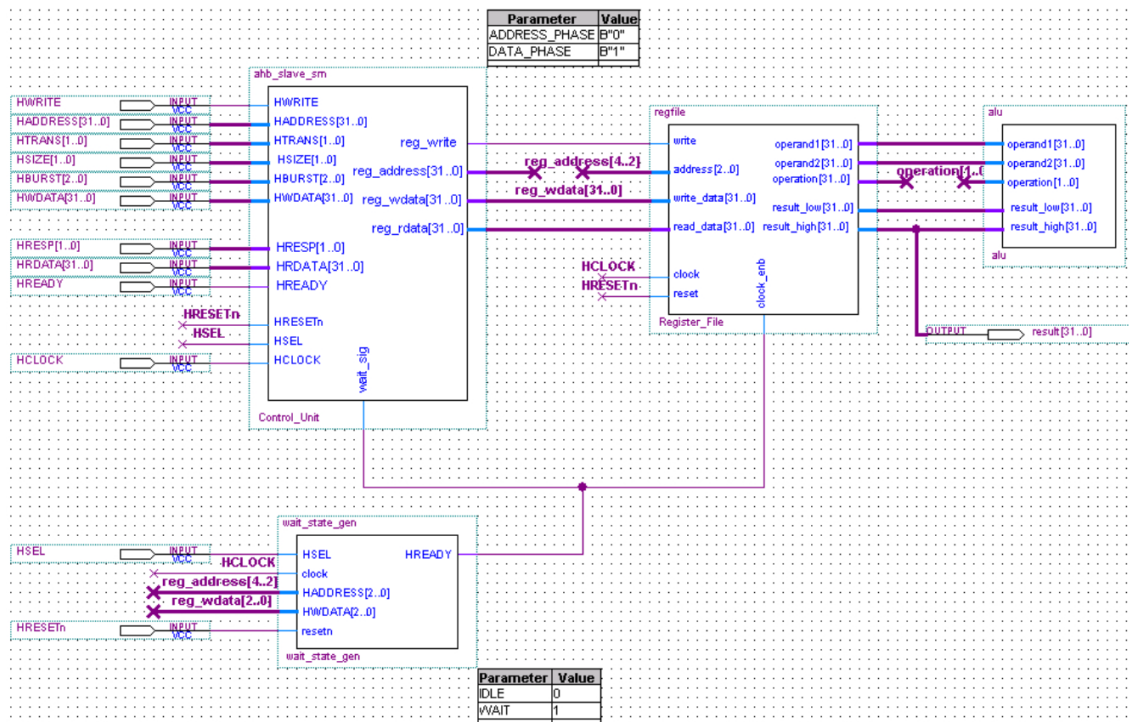 Parameter Value
ADDRESS_PHASE B"0"
DATA_PHASE B"1"
ahb_slave_sm
HWRITE INPUT VCC HWRITE
HADDRESS[31..0] INPUT VCC HADDRESS[31..0]
HTRANS[1..0] INPUT VCC HTRANS[1..0]
HSIZE[1..0] INPUT VCC HSIZE[1..0]
HBURST[2..0] INPUT VCC HBURST[2..0]
HWDATA[31..0] INPUT VCC HWDATA[31..0]
HRESP[1..0] INPUT VCC HRESP[1..0]
HRDATA[31..0] INPUT VCC HRDATA[31..0]
HREADY INPUT VCC HREADY
HRESETn HRESETn
HSEL HSEL
HCLOCK INPUT VCC HCLOCK
reg_write
reg_address[31..0]
reg_wdata[31..0]
reg_rdata[31..0]
wait_sig
Control_Unit
reg_address[4..2]
reg_wdata[31..0]
HCLOCK
HRESETn
regfile
write
address[2..0]
write_data[31..0]
read_data[31..0]
clock
reset
operand1[31..0]
operand2[31..0]
operation[31..0]
result_low[31..0]
result_high[31..0]
clock_enb
Register_File
alu
operand1[31..0]
operand2[31..0]
operation[1..0]
result_low[31..0]
result_high[31..0]
alu
OUTPUT result[31..0]
wait_state_gen
HSEL INPUT VCC HSEL HREADY
HCLOCK clock
reg_address[4..2] HADDRESS[2..0]
reg_wdata[2..0] HWDATA[2..0]
HRESETn INPUT VCC resetn
wait_state_gen
Parameter Value
IDLE 0
WAIT 1